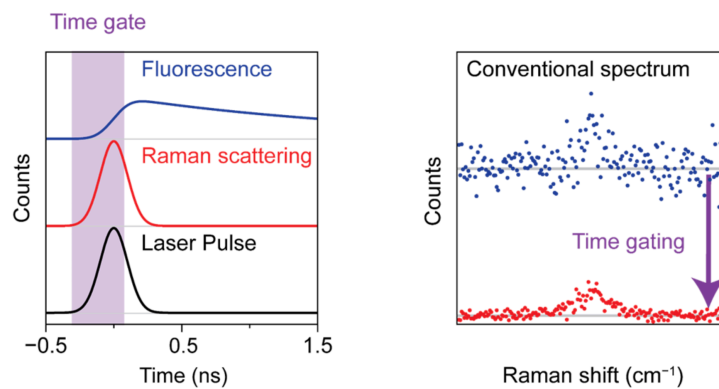 Time gate
Fluorescence
Raman scattering
Laser Pulse
Counts
−0.5 0.5 1.5
Time (ns)
Conventional spectrum
Counts
Time gating
Raman shift (cm⁻¹)